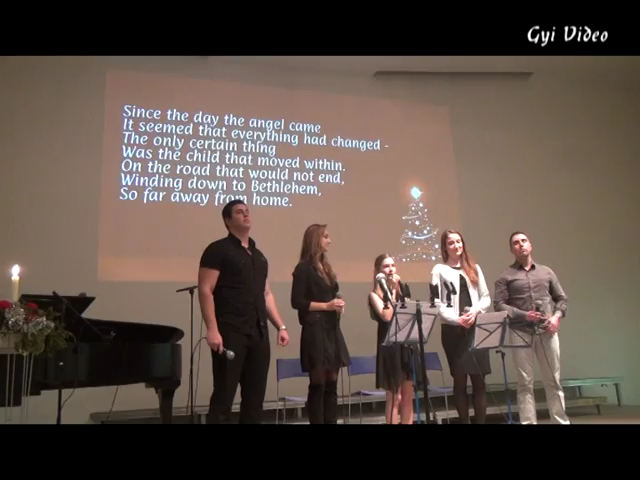 Gyi Video
Since the day the angel came
It seemed that everything had changed -
The only certain thing
Was the child that moved within.
On the road that would not end,
Winding down to Bethlehem,
So far away from home.